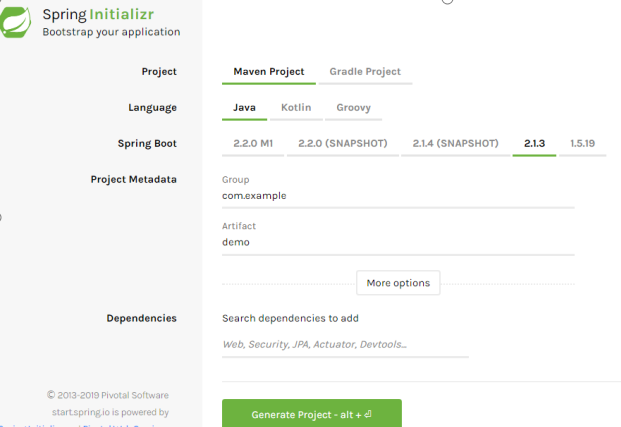 Spring Initializr
Bootstrap your application
Project
Maven Project Gradle Project
Language
Java Kotlin Groovy
Spring Boot
2.2.0 M1 2.2.0 (SNAPSHOT) 2.1.4 (SNAPSHOT) 2.1.3 1.5.19
Project Metadata
Group
com.example
Artifact
demo
More options
Dependencies
Search dependencies to add
Web, Security, JPA, Actuator, Devtools...
© 2013-2019 Pivotal Software
start.spring.io is powered by
Generate Project - alt + ⏎